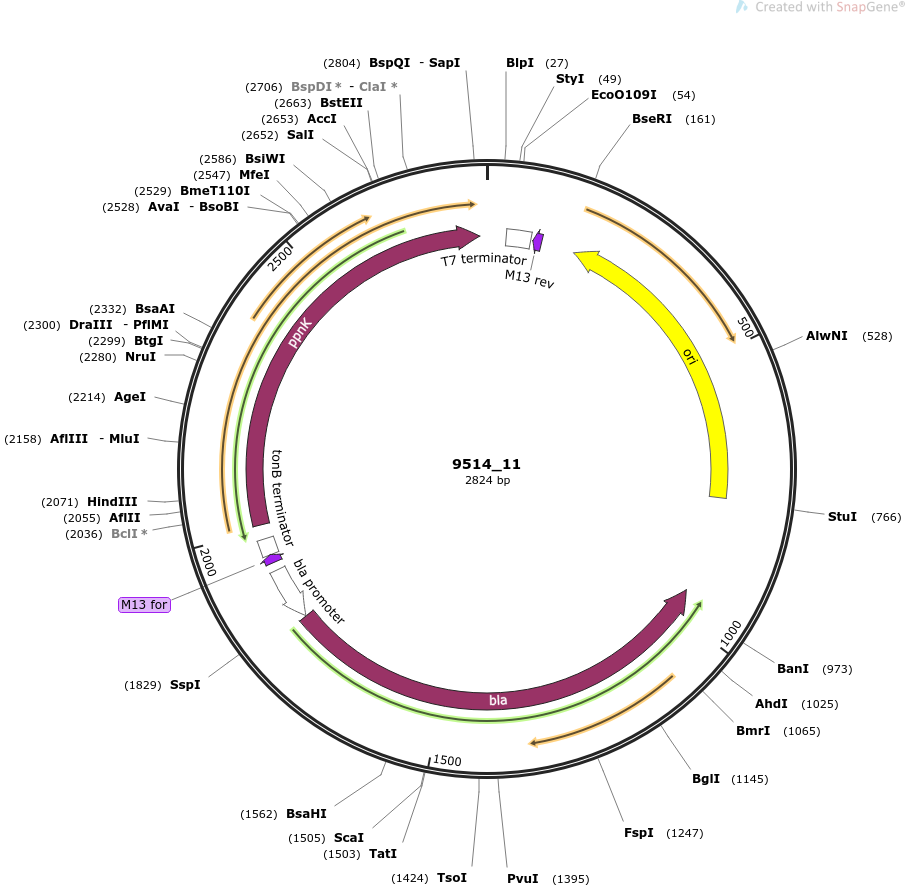 Created with SnapGene®
(2804) BspQI - SapI
BlpI (27)
StyI (49)
EcoO109I (54)
BseRI (161)
(2706) BspDI * - ClaI *
(2663) BstEII
(2653) AccI
(2652) SalI
(2586) BsiWI
(2547) MfeI
(2529) BmeT110I
(2528) AvaI - BsoBI
2500
T7 terminator
M13 rev
ppnK
ori
500
AlwNI (528)
(2332) BsaAI
(2300) DraIII - PflMI
(2299) BtgI
(2280) NruI
(2214) AgeI
(2158) AflIII - MluI
9514_11
2824 bp
(2071) HindIII
(2055) AflII
(2036) BclI *
StuI (766)
tonB terminator
2000
bla promoter
M13 for
1000
BanI (973)
AhdI (1025)
BmrI (1065)
(1829) SspI
bla
1500
BglI (1145)
(1562) BsaHI
(1505) ScaI
(1503) TatI
FspI (1247)
(1424) TsoI
PvuI (1395)